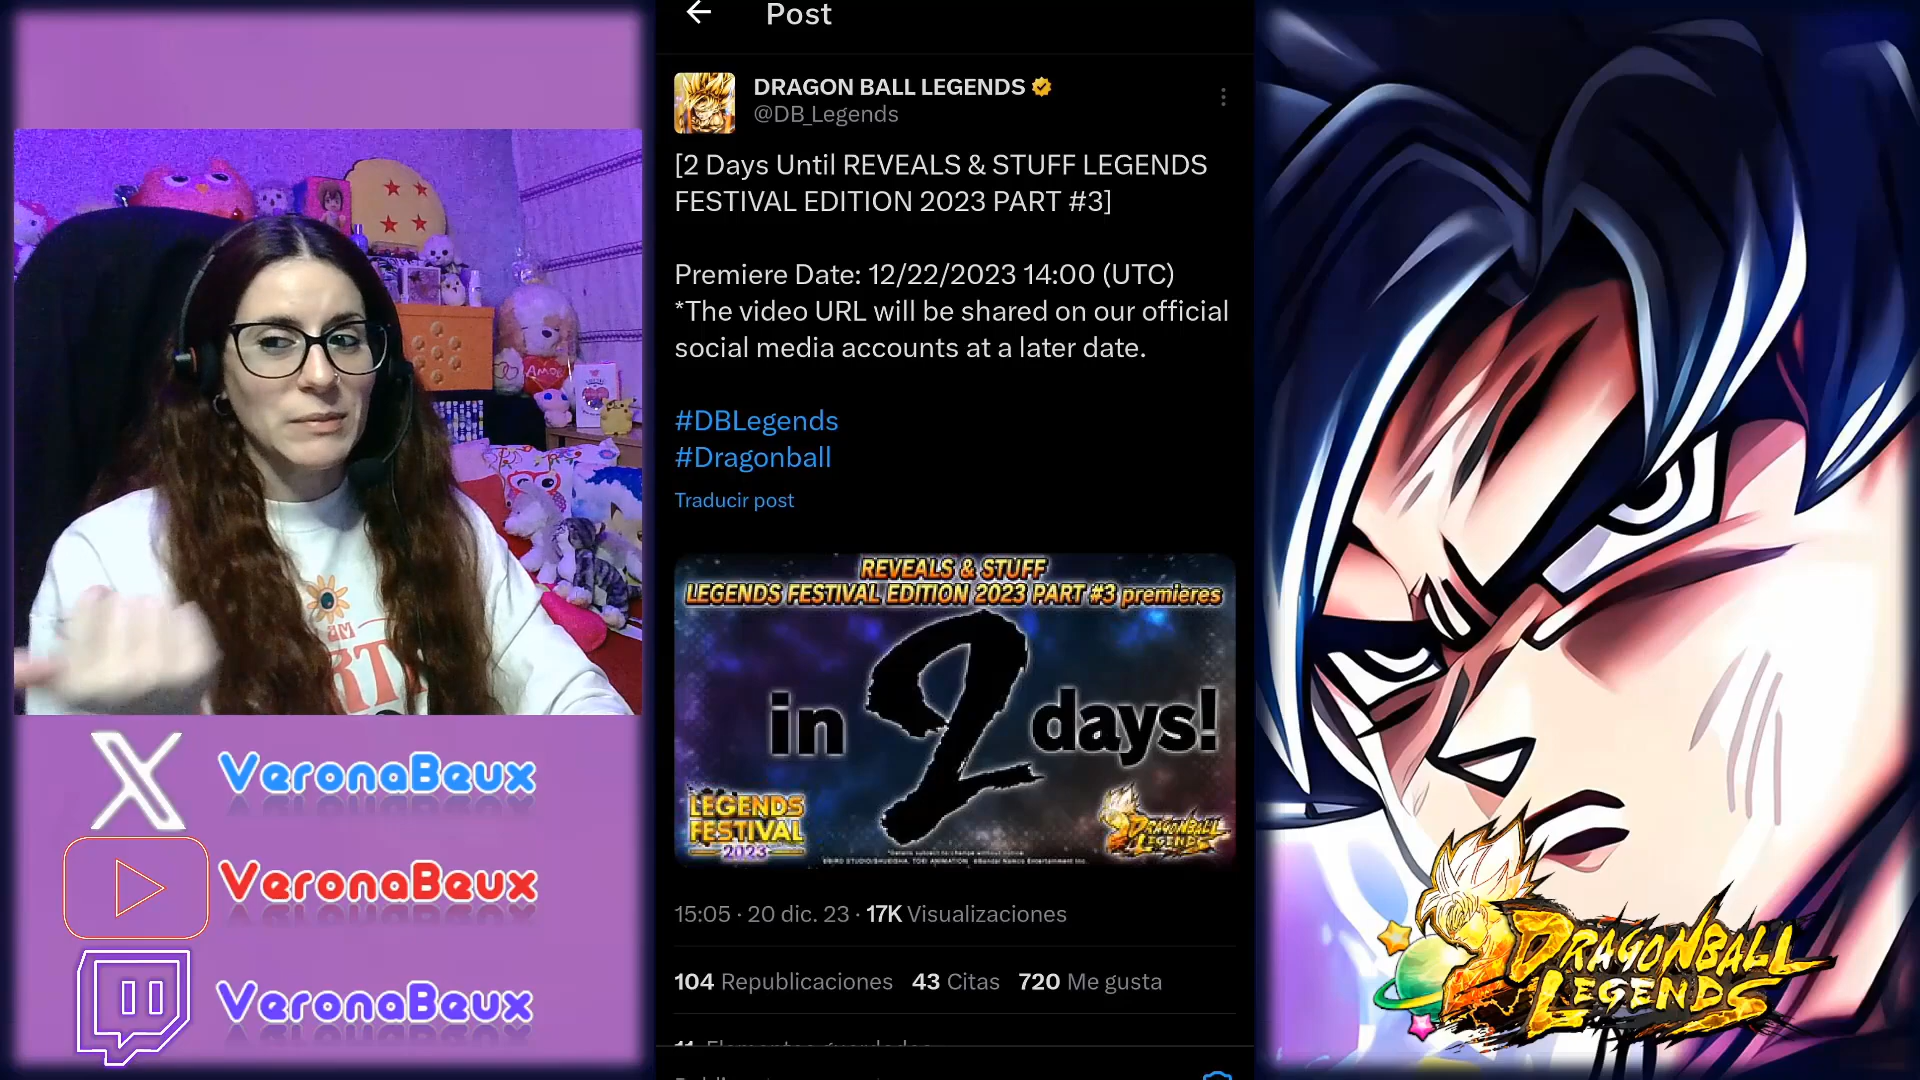 Post
DRAGON BALL LEGENDS
@DB_Legends
[2 Days Until REVEALS & STUFF LEGENDS
FESTIVAL EDITION 2023 PART #3]
Premiere Date: 12/22/2023 14:00 (UTC)
*The video URL will be shared on our official
social media accounts at a later date.
#DBLegends
#Dragonball
Traducir post
REVEALS & STUFF
LEGENDS FESTIVAL EDITION 2023 PART #3 premieres
in 2 days!
LEGENDS
FESTIVAL
2023
DRAGONBALL
LEGENDS
15:05 · 20 dic. 23 · 17K Visualizaciones
104 Republicaciones 43 Citas 720 Me gusta
AMOR
VeronaBeux
VeronaBeux
VeronaBeux
DRAGONBALL
LEGENDS